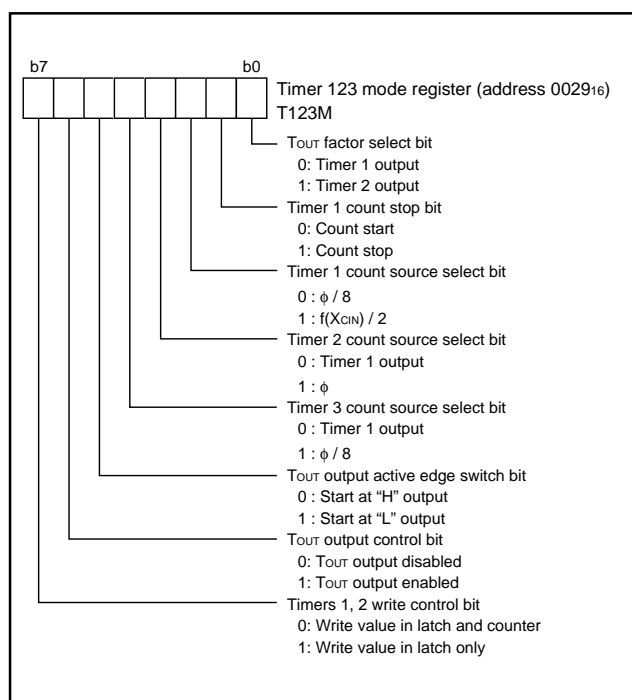 b7 b0
Timer 123 mode register (address 0029₁₆)
T123M
TOUT factor select bit
0: Timer 1 output
1: Timer 2 output
Timer 1 count stop bit
0: Count start
1: Count stop
Timer 1 count source select bit
0 : ϕ / 8
1 : f(XCIN) / 2
Timer 2 count source select bit
0 : Timer 1 output
1 : ϕ
Timer 3 count source select bit
0 : Timer 1 output
1 : ϕ / 8
TOUT output active edge switch bit
0 : Start at “H” output
1 : Start at “L” output
TOUT output control bit
0: TOUT output disabled
1: TOUT output enabled
Timers 1, 2 write control bit
0: Write value in latch and counter
1: Write value in latch only